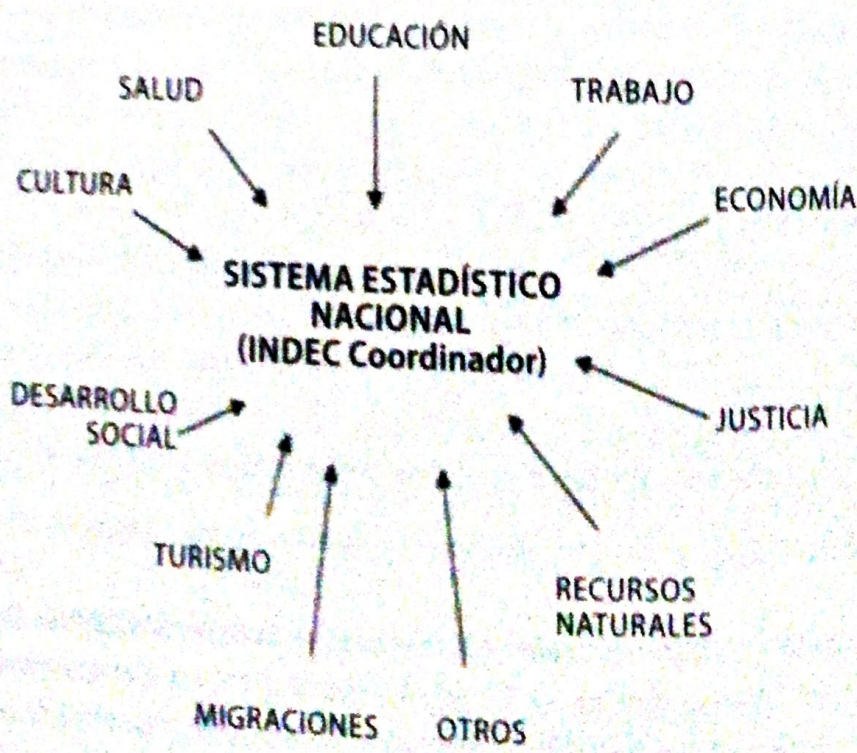 EDUCACIÓN
SALUD
TRABAJO
CULTURA
ECONOMÍA
SISTEMA ESTADÍSTICO
NACIONAL
(INDEC Coordinador)
DESARROLLO
SOCIAL
JUSTICIA
TURISMO
RECURSOS
NATURALES
MIGRACIONES
OTROS